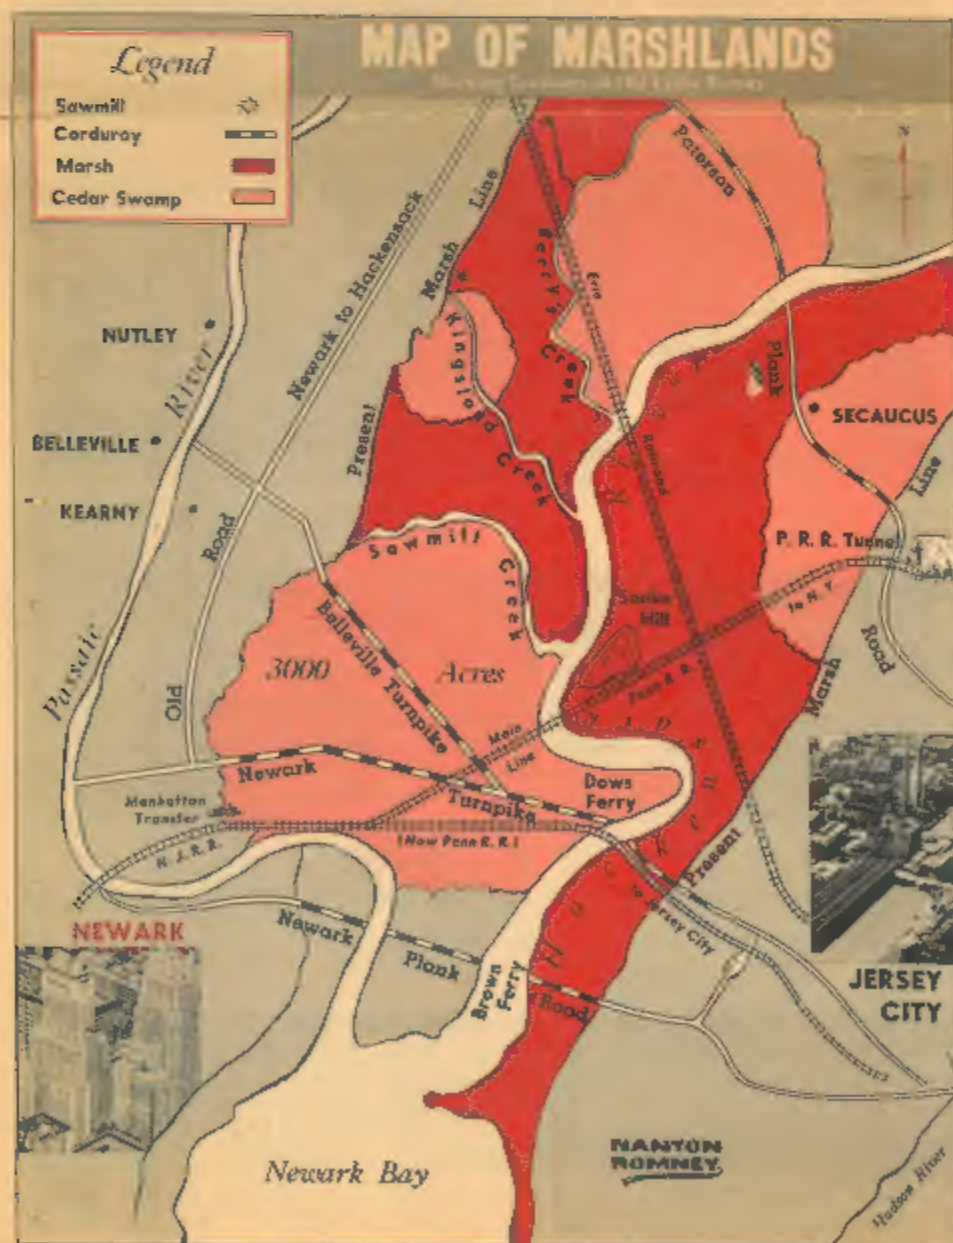 MAP OF MARSHLANDS
Legend
Sawmill
Corduroy
Marsh
Cedar Swamp
N
Paterson
Plank
Road
Marsh
Line
Present
Newark to Hackensack
Old
Road
Berry's
Creek
Erie
Railroad
Kingsland
Creek
NUTLEY
BELLEVILLE
KEARNY
Passaic
River
SECAUCUS
Sawmill
Creek
P. R. R. Tunnel
to N. Y.
Penn R. R.
Snake
Hill
Present
Marsh
Line
3000 Acres
Belleville Turnpike
Main
Line
Newark
Turnpike
Dows
Ferry
Manhattan
Transfer
N. J. R. R.
(Now Penn R. R.)
to Jersey City
NEWARK
Newark
Plank
Road
Brown
Ferry
JERSEY
CITY
Newark Bay
NANTON
ROMNEY
Hudson River